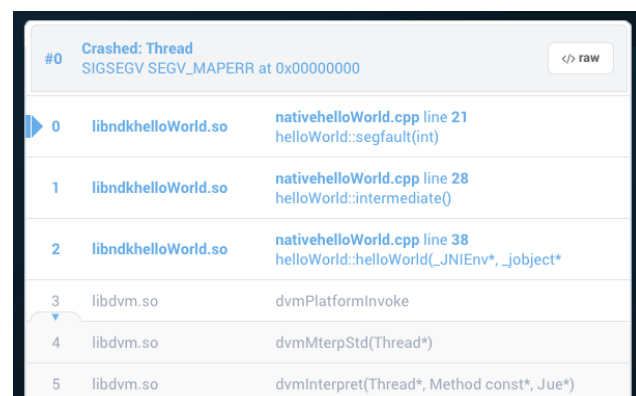 #0 Crashed: Thread
SIGSEGV SEGV_MAPERR at 0x00000000
</> raw
0 libndkhelloWorld.so nativehelloWorld.cpp line 21
helloWorld::segfault(int)
1 libndkhelloWorld.so nativehelloWorld.cpp line 28
helloWorld::intermediate()
2 libndkhelloWorld.so nativehelloWorld.cpp line 38
helloWorld::helloWorld(_JNIEnv*, _jobject*
3 libdvm.so dvmPlatformInvoke
4 libdvm.so dvmMterpStd(Thread*)
5 libdvm.so dvmInterpret(Thread*, Method const*, Jue*)